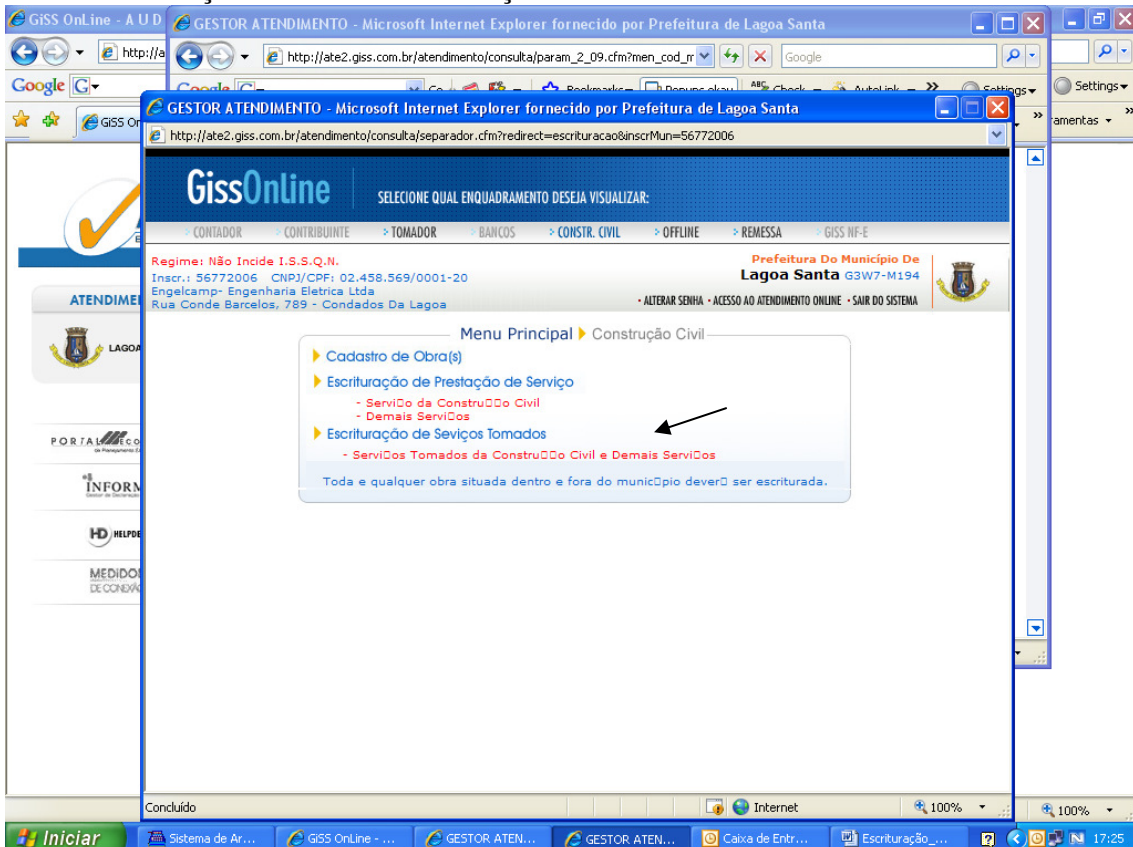 GiSS OnLine - A U D
GESTOR ATENDIMENTO - Microsoft Internet Explorer fornecido por Prefeitura de Lagoa Santa
http://a
http://ate2.giss.com.br/atendimento/consulta/param_2_09.cfm?men_cod_m
Google
Google
Settings
Settings
GiSS On
amentas
GESTOR ATENDIMENTO - Microsoft Internet Explorer fornecido por Prefeitura de Lagoa Santa
http://ate2.giss.com.br/atendimento/consulta/separador.cfm?redirect=escrituracao&inscrMun=56772006
GissOnline
SELECIONE QUAL ENQUADRAMENTO DESEJA VISUALIZAR:
> CONTADOR > CONTRIBUINTE > TOMADOR > BANCOS > CONSTR. CIVIL > OFFLINE > REMESSA > GISS NF-E
Regime: Não Incide I.S.S.Q.N.
Inscr.: 56772006 CNPJ/CPF: 02.458.569/0001-20
Engelcamp- Engenharia Eletrica Ltda
Rua Conde Barcelos, 789 - Condados Da Lagoa
Prefeitura Do Município De
Lagoa Santa G3W7-M194
• ALTERAR SENHA • ACESSO AO ATENDIMENTO ONLINE • SAIR DO SISTEMA
ATENDIME
LAGOA
PORTAL
INFORM
HD HELPDE
MEDIDO
DE CONEXÃ
Menu Principal Construção Civil
Cadastro de Obra(s)
Escrituração de Prestação de Serviço
- Servi□o da Constru□□o Civil
- Demais Servi□os
Escrituração de Seviços Tomados
- Servi□os Tomados da Constru□□o Civil e Demais Servi□os
Toda e qualquer obra situada dentro e fora do munic□pio dever□ ser escriturada.
Concluído
Internet
100%
100%
Iniciar
Sistema de Ar...
GiSS OnLine - ...
GESTOR ATEN...
GESTOR ATEN...
Caixa de Entr...
Escrituração_...
17:25